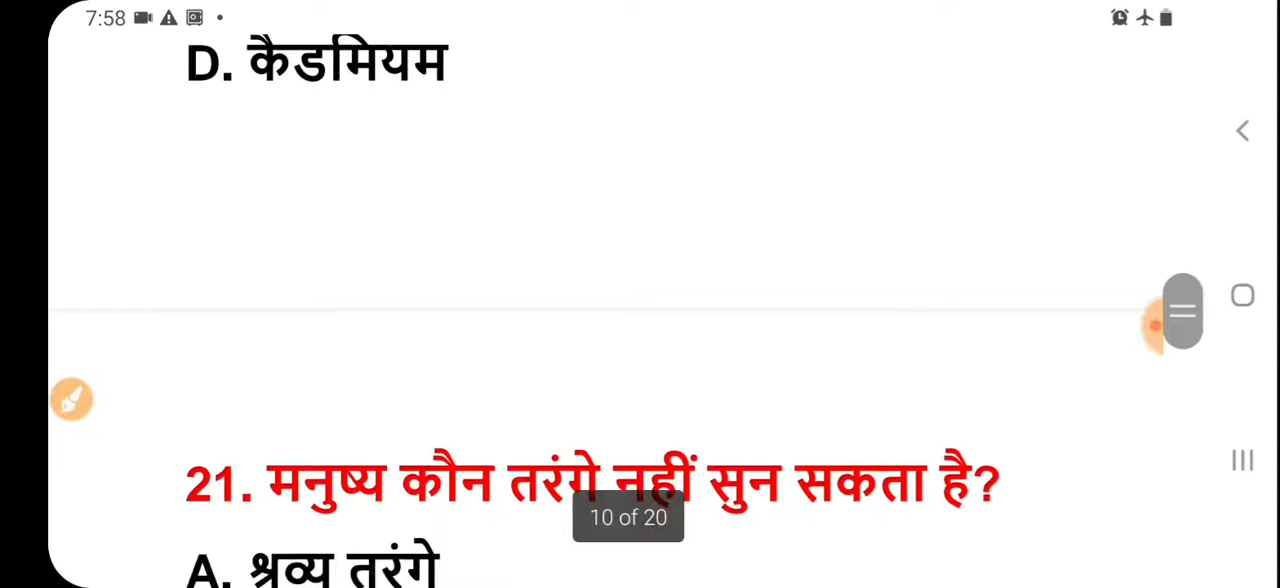 7:58
D. कैडमियम
21. मनुष्य कौन तरंगे नहीं सुन सकता है?
10 of 20
A. श्रव्य तरंगे